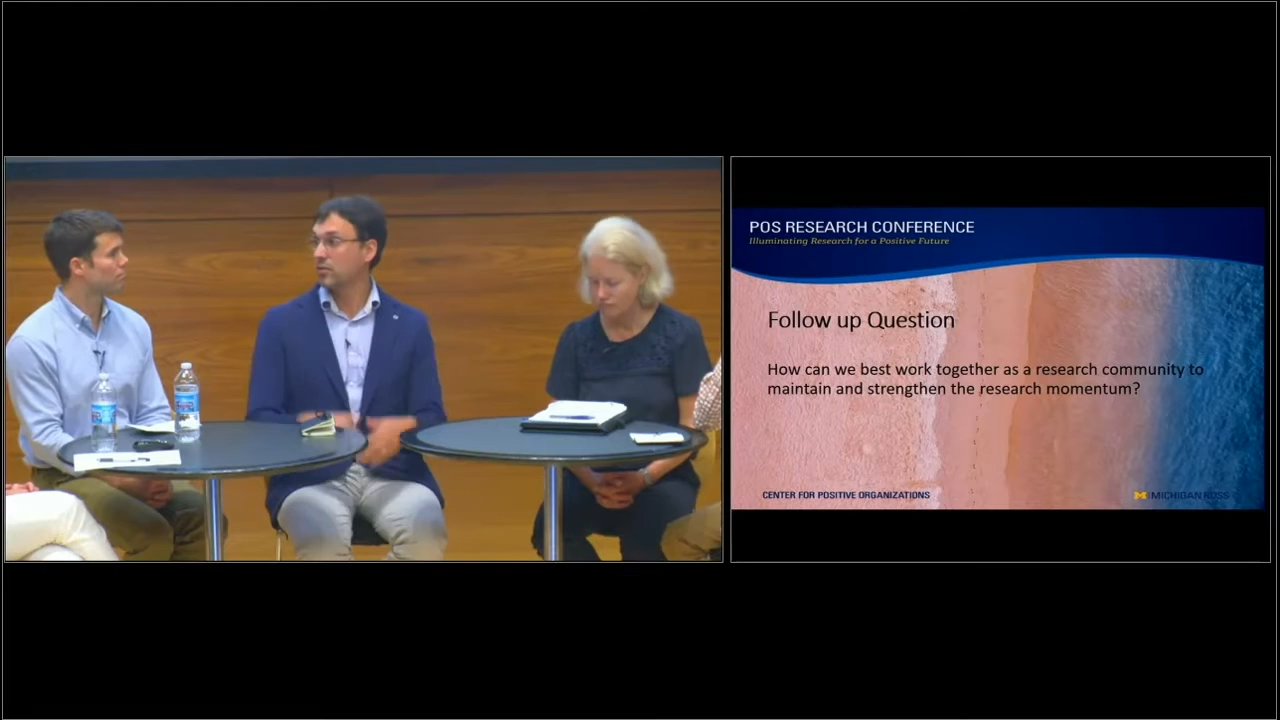 POS RESEARCH CONFERENCE
Illuminating Research for a Positive Future
Follow up Question
How can we best work together as a research community to
maintain and strengthen the research momentum?
CENTER FOR POSITIVE ORGANIZATIONS
M MICHIGAN ROSS